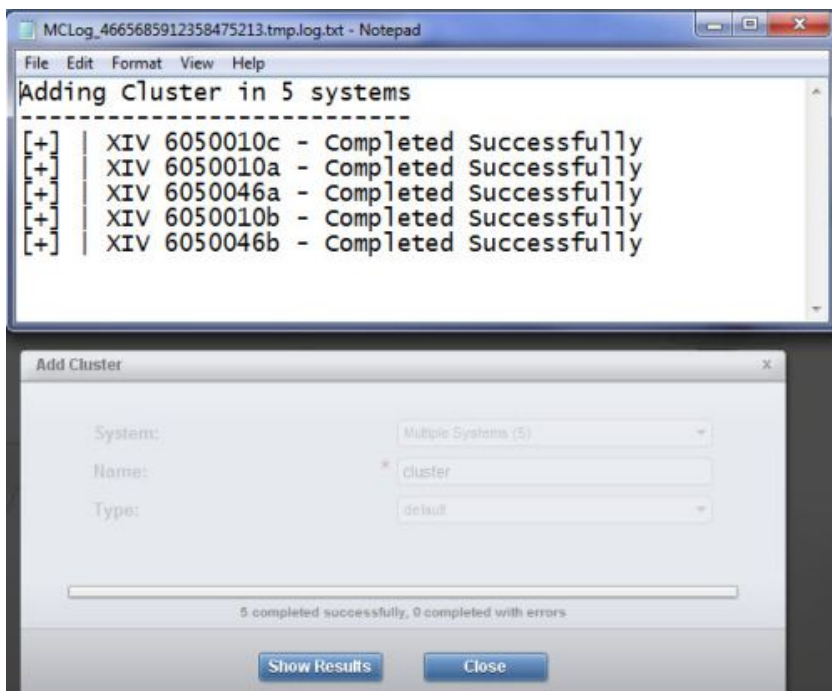 MCLog_4665685912358475213.tmp.log.txt - Notepad
File Edit Format View Help
Adding Cluster in 5 systems
---------------------------
[+] | XIV 6050010c - Completed Successfully
[+] | XIV 6050010a - Completed Successfully
[+] | XIV 6050046a - Completed Successfully
[+] | XIV 6050010b - Completed Successfully
[+] | XIV 6050046b - Completed Successfully
Add Cluster x
System: Multiple Systems (5)
Name: * cluster
Type: default
5 completed successfully, 0 completed with errors
Show Results Close